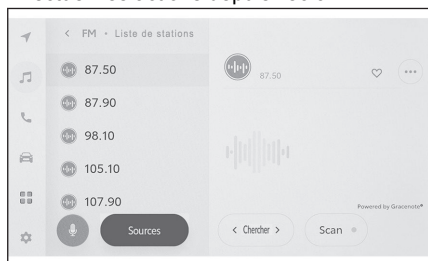 < FM • Liste de stations
87.50
87.90
98.10
105.10
107.90
Sources
87.50
Powered by Gracenote®
< Chercher >
Scan